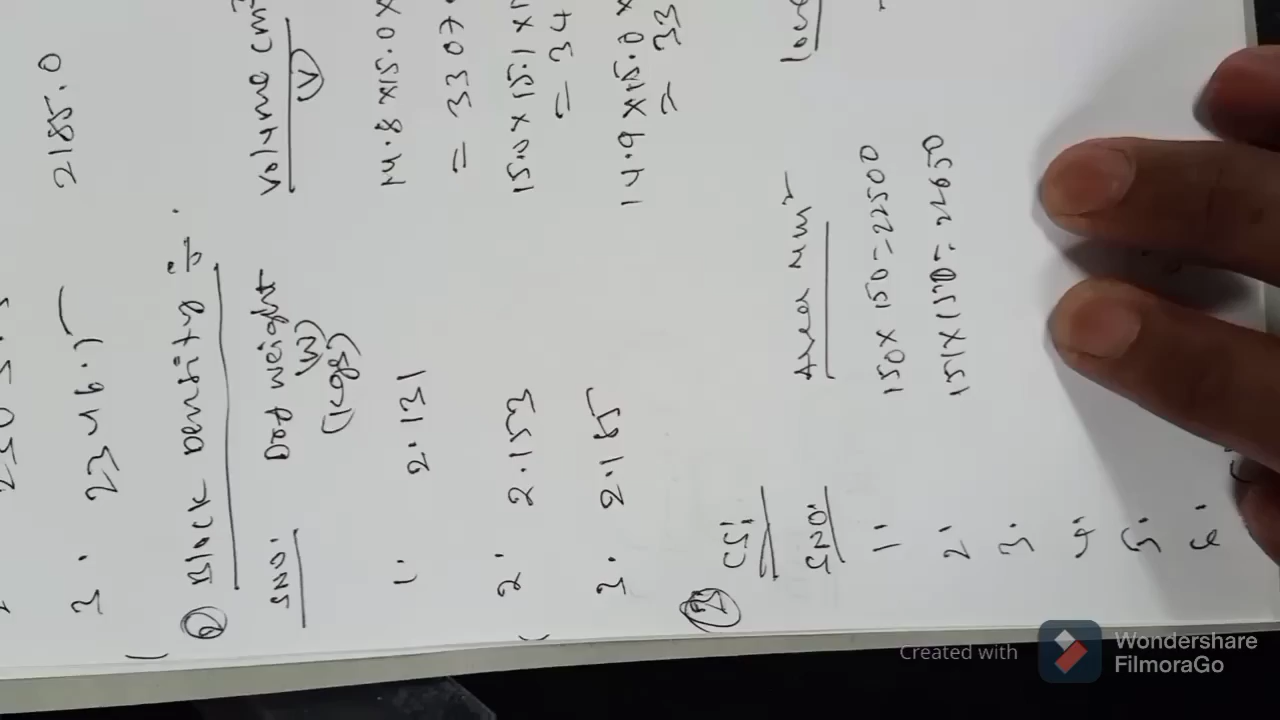 2185.0
3. 2346.15
② Block Density :-
SNO. Dry weight Volume cm³
(W) (V)
(kgs)
1. 2.131 14.8 x 15.0 x
= 3307
2. 2.153 15.0 x 15.1 x
= 34
3. 2.185 14.9 x 15.0 x
= 33
③ CS:
SNO. Area mm² load
1. 150 x 150 = 22500
2. 151 x 150 = 22650
3.
4.
5.
6.
Created with Wondershare
FilmoraGo